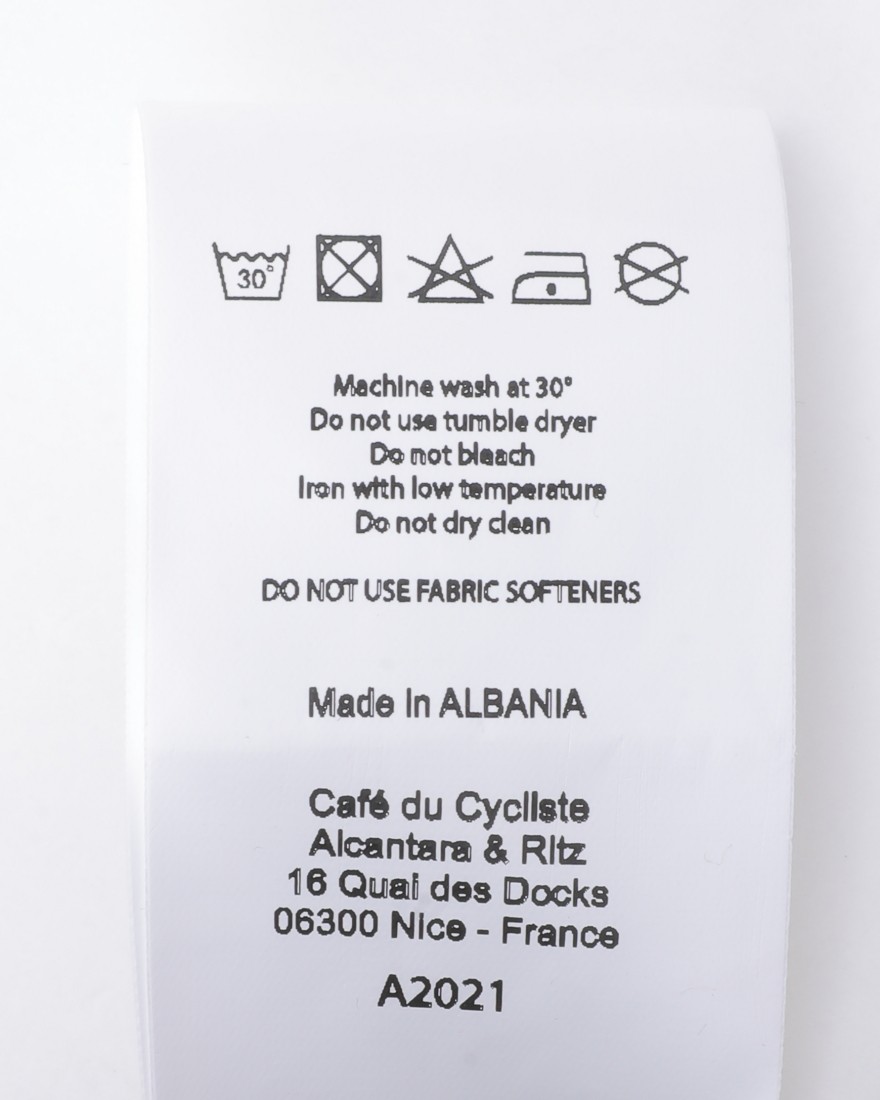 30°
Machine wash at 30°
Do not use tumble dryer
Do not bleach
Iron with low temperature
Do not dry clean
DO NOT USE FABRIC SOFTENERS
Made in ALBANIA
Café du Cycliste
Alcantara & Ritz
16 Quai des Docks
06300 Nice - France
A2021